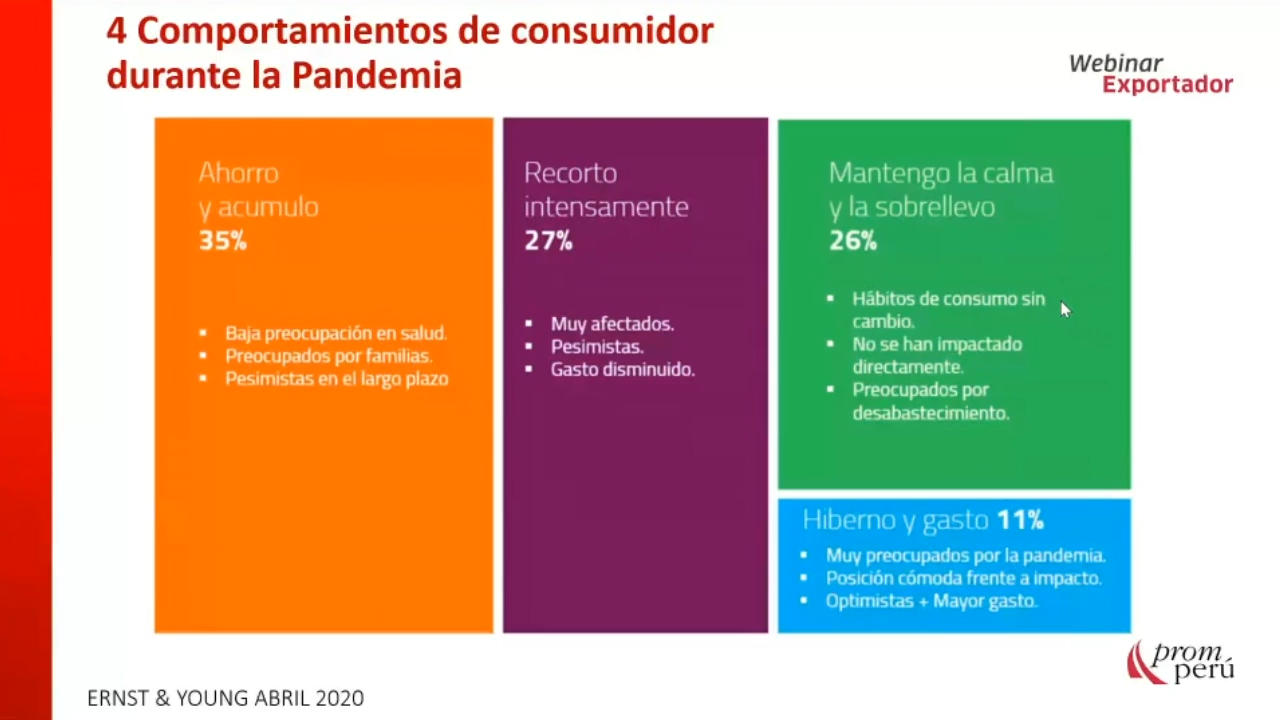 4 Comportamientos de consumidor
durante la Pandemia
Webinar
Exportador
Ahorro
y acumulo
35%
▪ Baja preocupación en salud.
▪ Preocupados por familias.
▪ Pesimistas en el largo plazo
Recorto
intensamente
27%
▪ Muy afectados.
▪ Pesimistas.
▪ Gasto disminuido.
Mantengo la calma
y la sobrellevo
26%
▪ Hábitos de consumo sin
cambio.
▪ No se han impactado
directamente.
▪ Preocupados por
desabastecimiento.
Hiberno y gasto 11%
▪ Muy preocupados por la pandemia.
▪ Posición cómoda frente a impacto.
▪ Optimistas + Mayor gasto.
prom
perú
ERNST & YOUNG ABRIL 2020